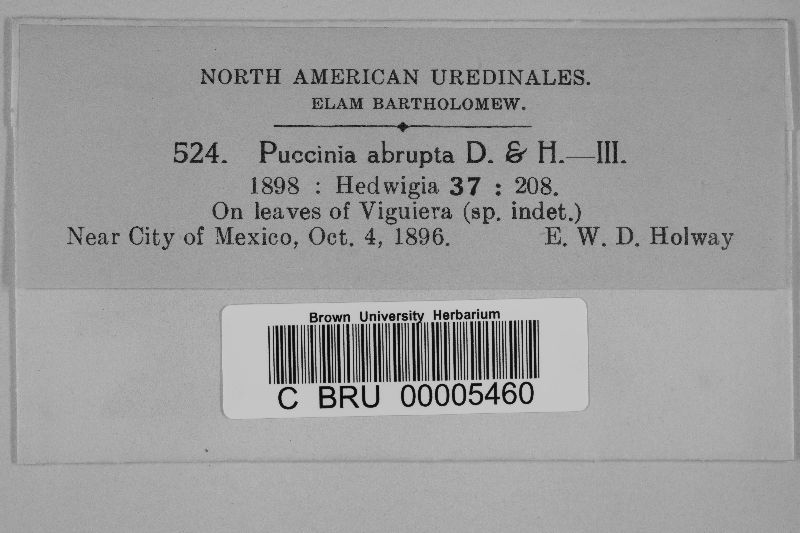 NORTH AMERICAN UREDINALES.
ELAM BARTHOLOMEW.
524. Puccinia abrupta D. & H.—III.
1898 : Hedwigia 37 : 208.
On leaves of Viguiera (sp. indet.)
Near City of Mexico, Oct. 4, 1896. E. W. D. Holway
Brown University Herbarium
C BRU 00005460